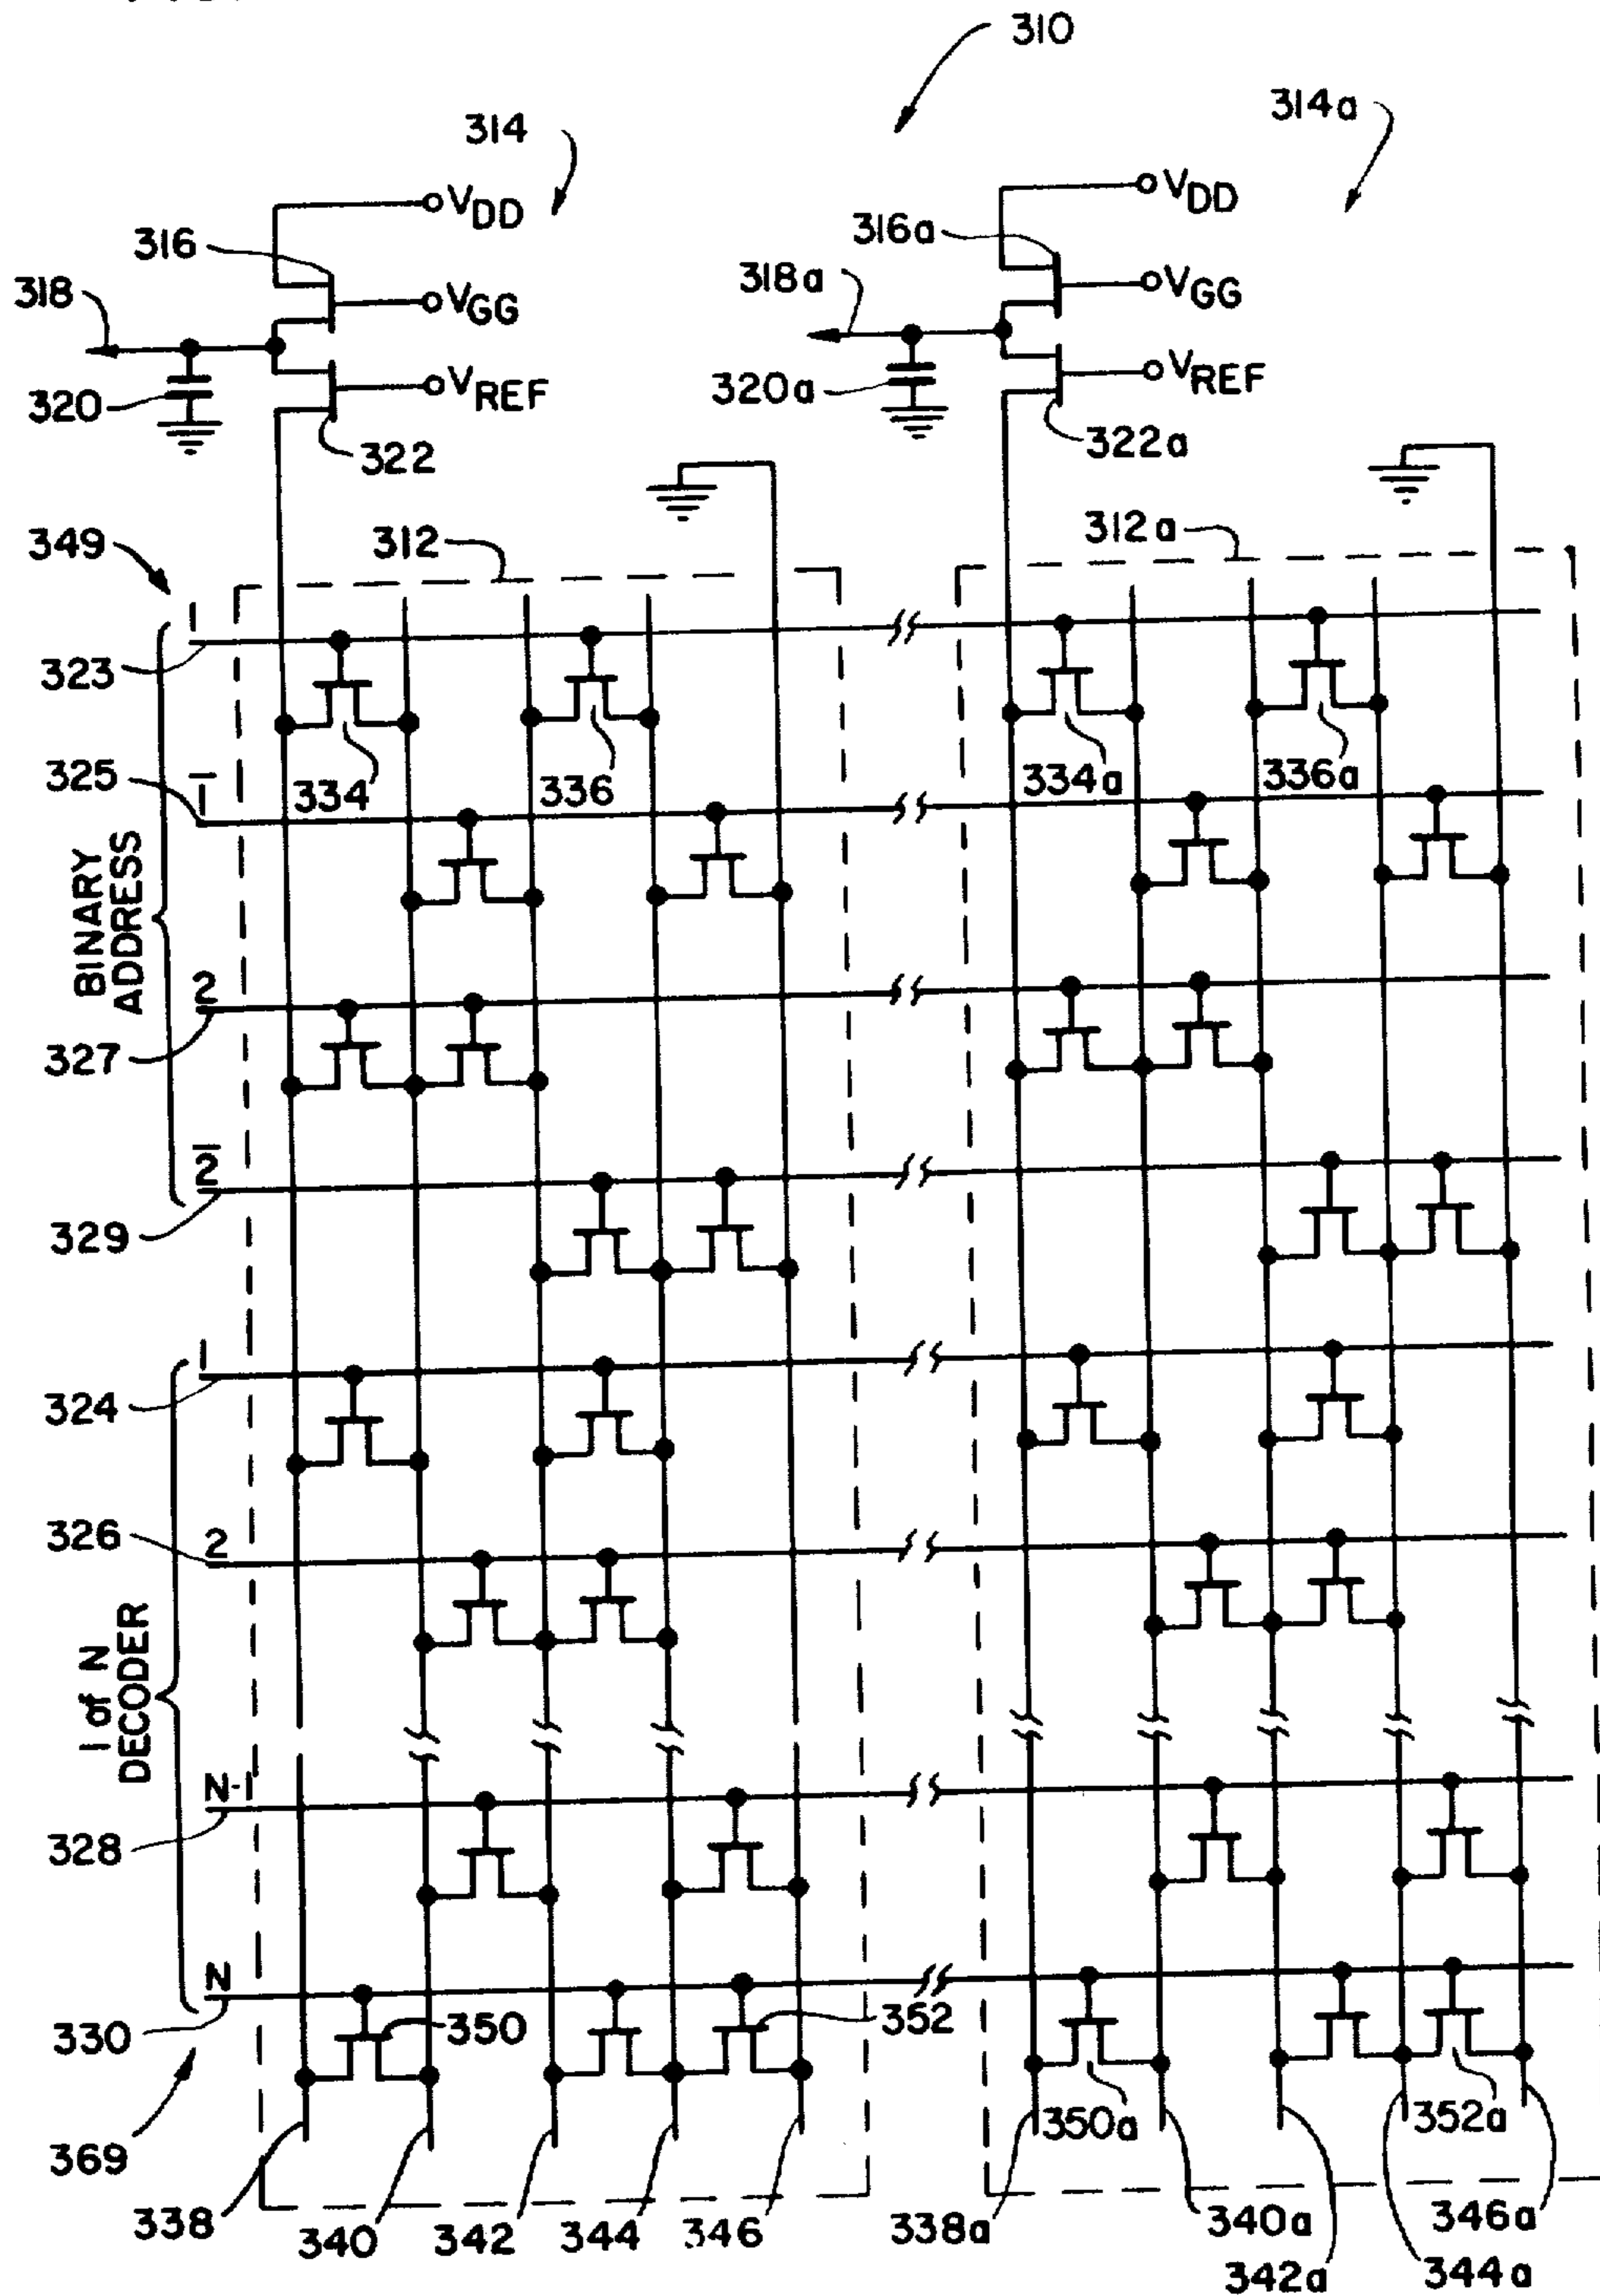 310
314
314a
VDD
VDD
316
316a
318
VGG
318a
VGG
320
VREF
320a
VREF
322
322a
349
312
312a
1
323
334
336
334a
336a
325
1̅
BINARY
ADDRESS
2
327
2̅
329
1
324
326
2
1 of N
DECODER
N-1
328
N
330
350
352
350a
352a
369
338
340
342
344
346
338a
340a
342a
344a
346a